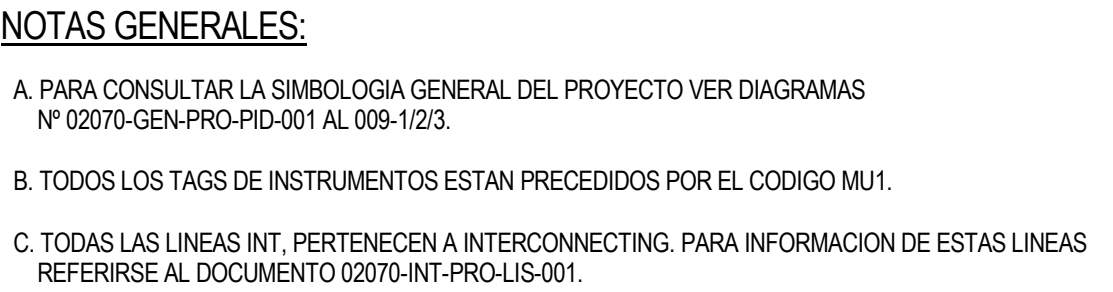 NOTAS GENERALES:
A. PARA CONSULTAR LA SIMBOLOGIA GENERAL DEL PROYECTO VER DIAGRAMAS
Nº 02070-GEN-PRO-PID-001 AL 009-1/2/3.
B. TODOS LOS TAGS DE INSTRUMENTOS ESTAN PRECEDIDOS POR EL CODIGO MU1.
C. TODAS LAS LINEAS INT, PERTENECEN A INTERCONNECTING. PARA INFORMACION DE ESTAS LINEAS
REFERIRSE AL DOCUMENTO 02070-INT-PRO-LIS-001.